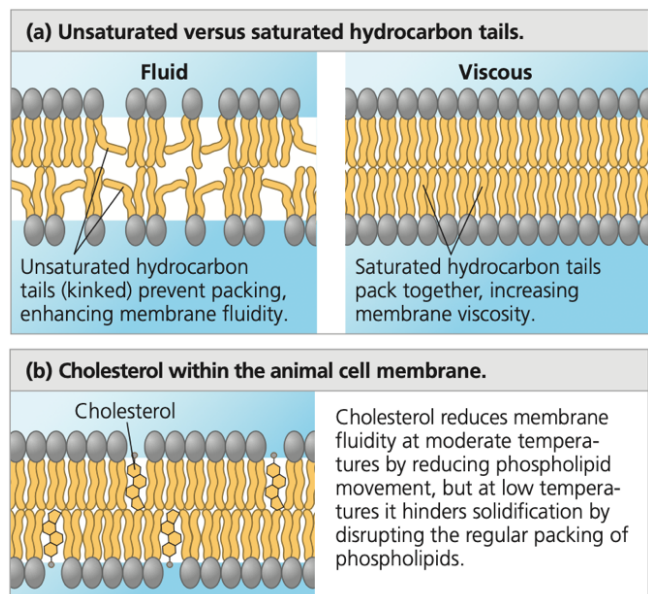 (a) Unsaturated versus saturated hydrocarbon tails.
Fluid
Viscous
Unsaturated hydrocarbon
tails (kinked) prevent packing,
enhancing membrane fluidity.
Saturated hydrocarbon tails
pack together, increasing
membrane viscosity.
(b) Cholesterol within the animal cell membrane.
Cholesterol
Cholesterol reduces membrane
fluidity at moderate tempera-
tures by reducing phospholipid
movement, but at low tempera-
tures it hinders solidification by
disrupting the regular packing of
phospholipids.